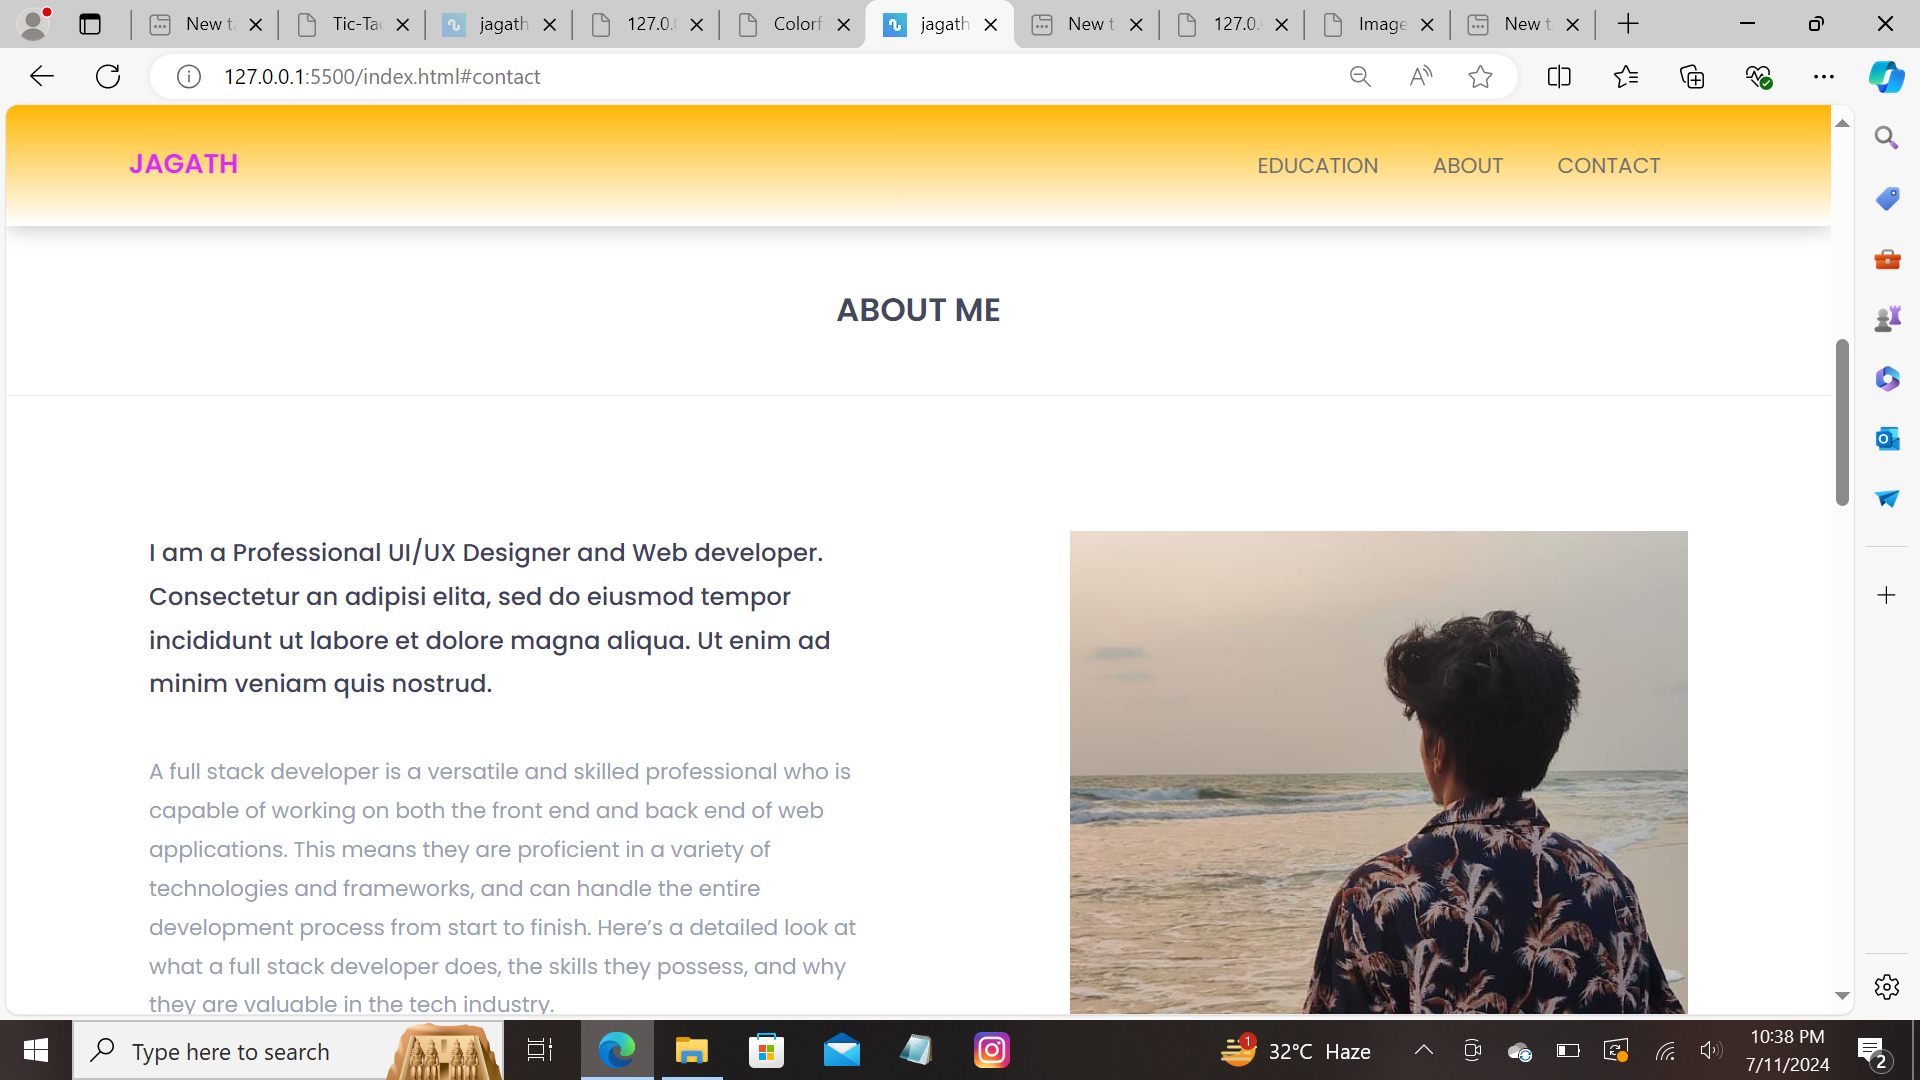 New t
Tic-Tac
jagath
127.0.0
Colorf
jagath
New t
127.0.
Image
New t
127.0.0.1:5500/index.html#contact
JAGATH
EDUCATION
ABOUT
CONTACT
ABOUT ME
I am a Professional UI/UX Designer and Web developer.
Consectetur an adipisi elita, sed do eiusmod tempor
incididunt ut labore et dolore magna aliqua. Ut enim ad
minim veniam quis nostrud.
A full stack developer is a versatile and skilled professional who is
capable of working on both the front end and back end of web
applications. This means they are proficient in a variety of
technologies and frameworks, and can handle the entire
development process from start to finish. Here’s a detailed look at
what a full stack developer does, the skills they possess, and why
they are valuable in the tech industry.
Type here to search
1
32°C Haze
10:38 PM
7/11/2024
2